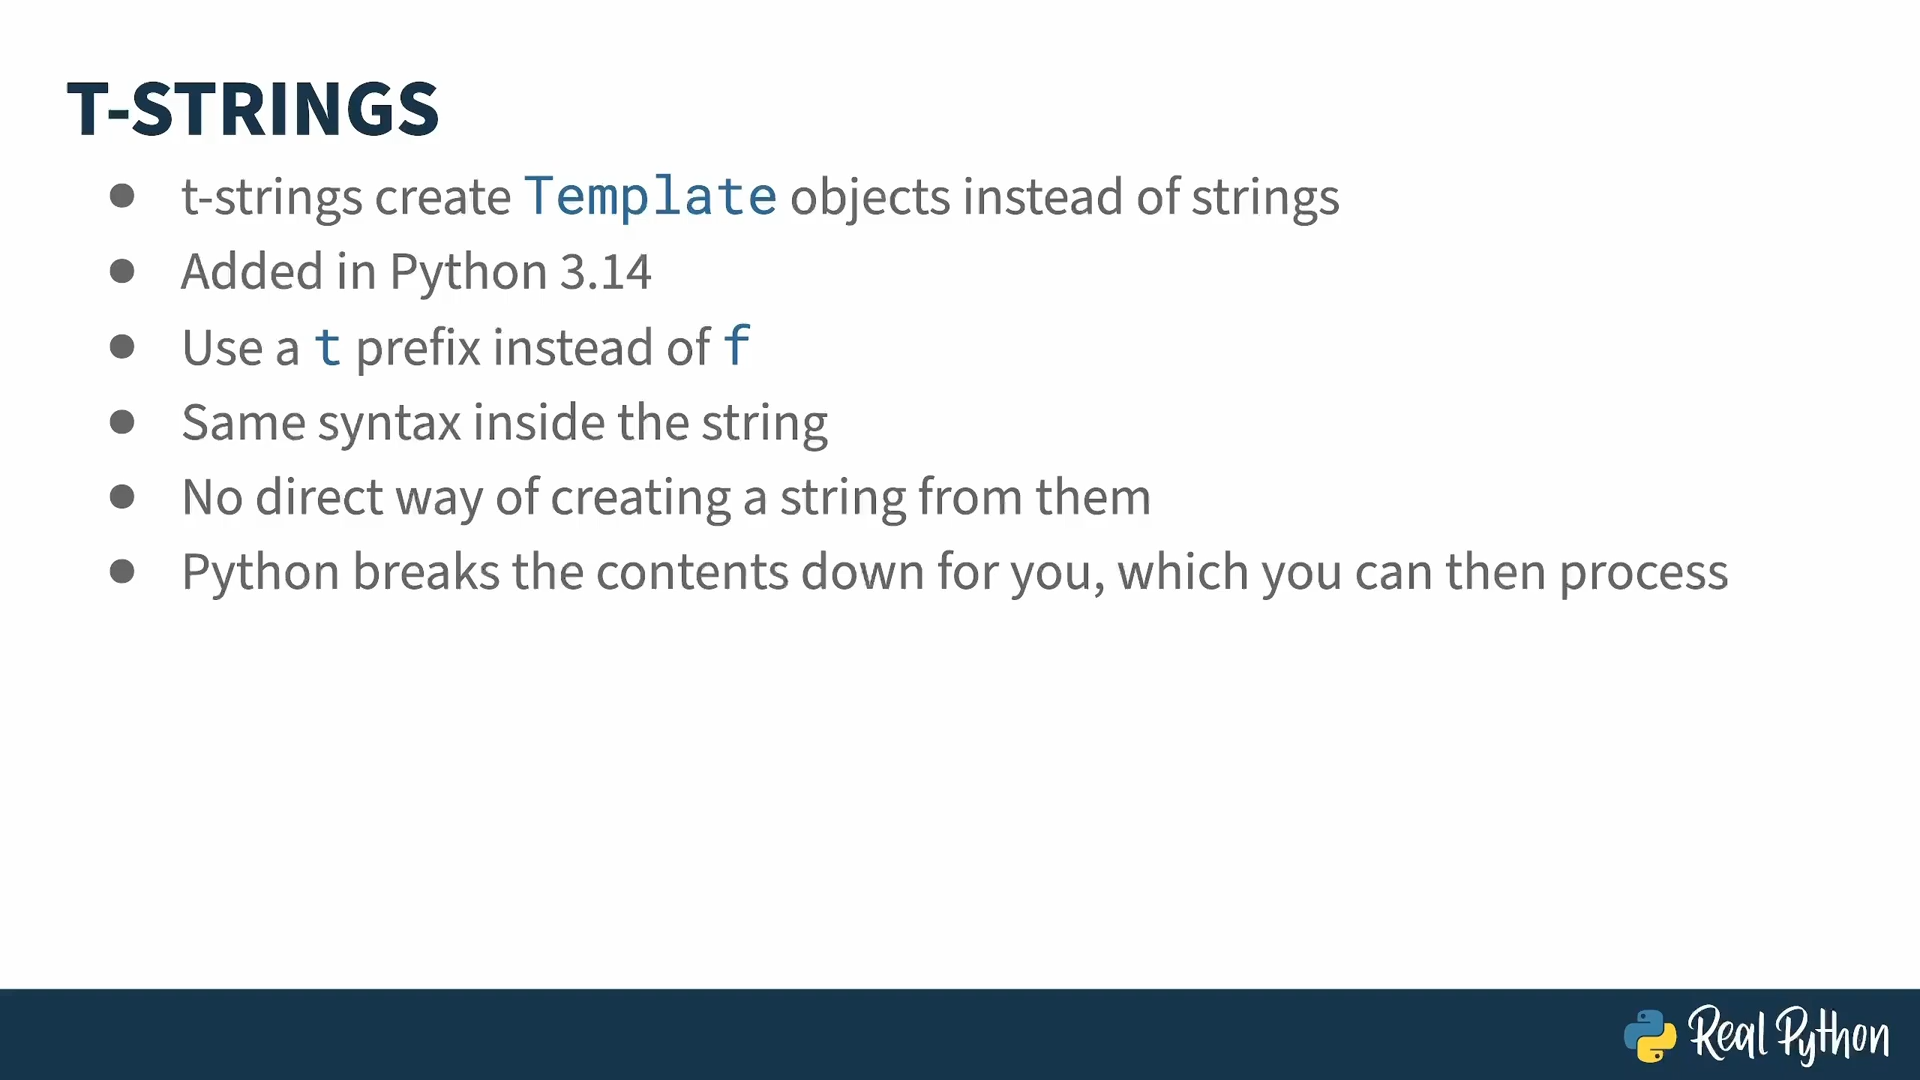 T-STRINGS
t-strings create Template objects instead of strings
Added in Python 3.14
Use a t prefix instead of f
Same syntax inside the string
No direct way of creating a string from them
Python breaks the contents down for you, which you can then process
Real Python